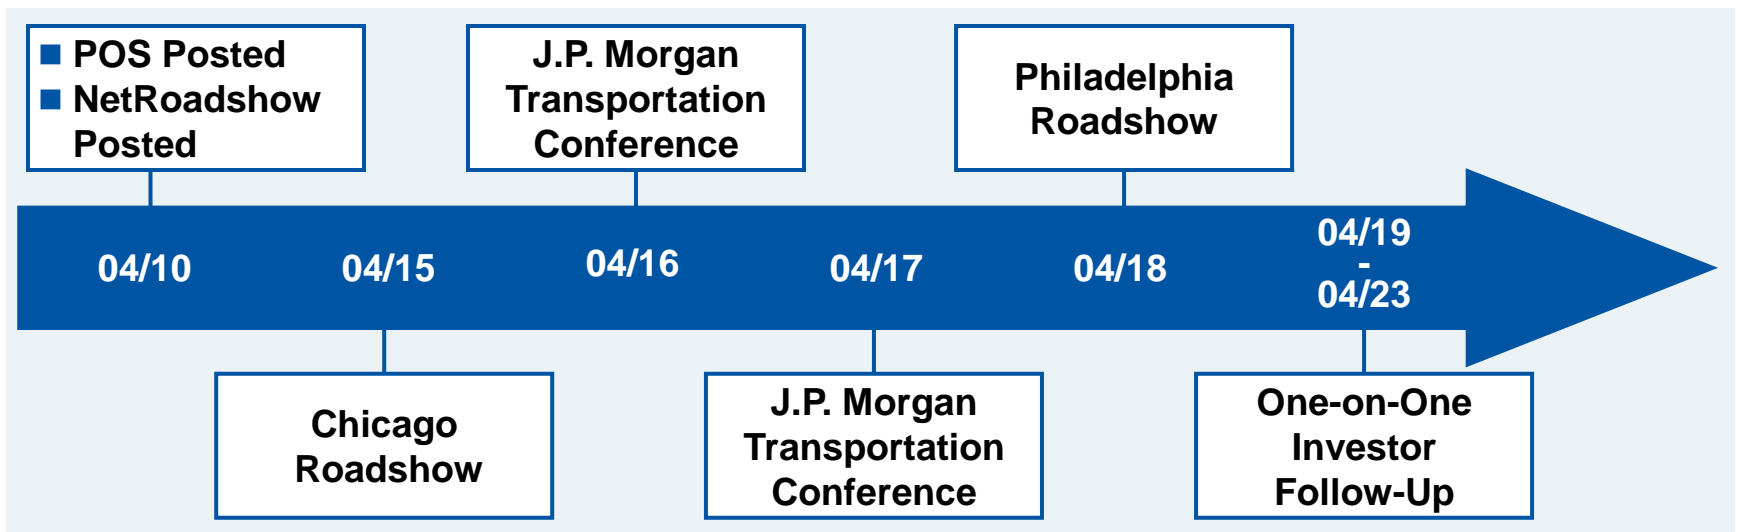 POS Posted
NetRoadshow
Posted
J.P. Morgan
Transportation
Conference
Philadelphia
Roadshow
04/10
04/15
04/16
04/17
04/18
04/19
-
04/23
Chicago
Roadshow
J.P. Morgan
Transportation
Conference
One-on-One
Investor
Follow-Up